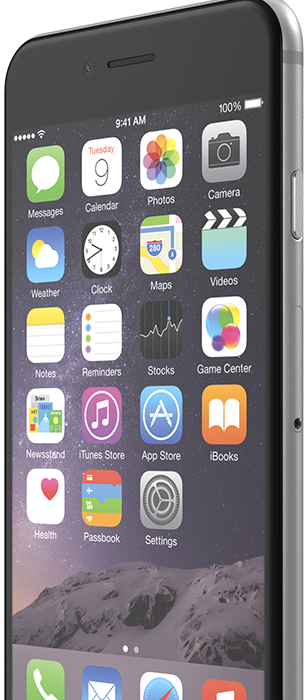 9:41 AM 100%
Tuesday
9
Messages Calendar Photos Camera
280
Weather Clock Maps Videos
Notes Reminders Stocks Game Center
Newsstand iTunes Store App Store iBooks
Health Passbook Settings